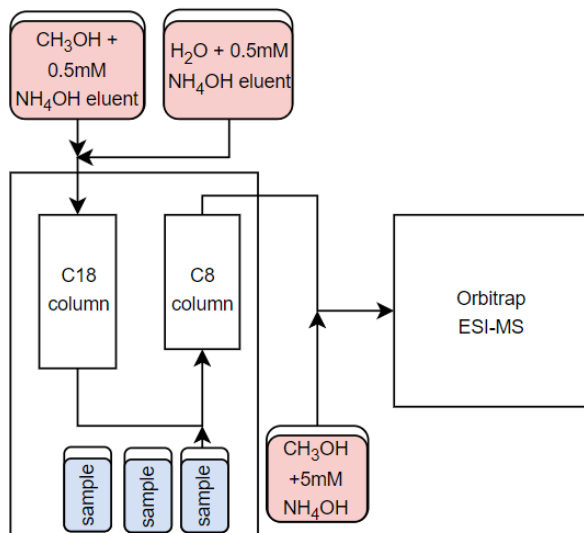 CH₃OH +
0.5mM
NH₄OH eluent
H₂O + 0.5mM
NH₄OH eluent
C18
column
C8
column
Orbitrap
ESI-MS
sample
sample
sample
CH₃OH
+5mM
NH₄OH